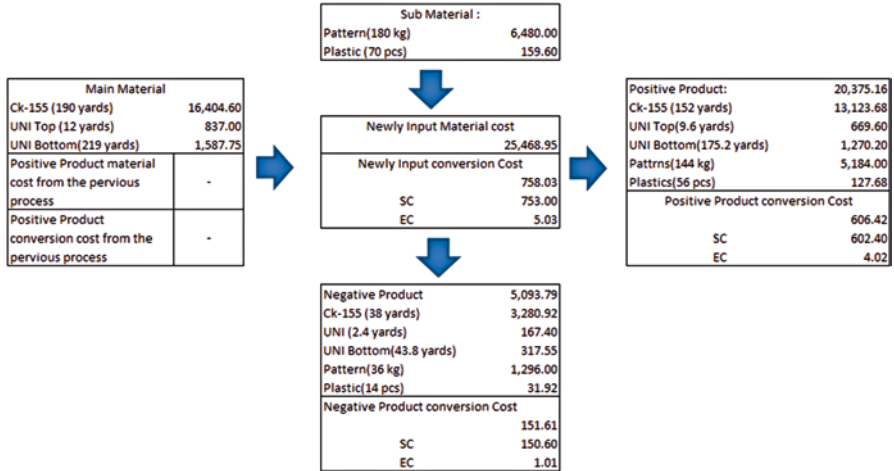 Sub Material :
Pattern(180 kg) 6,480.00
Plastic (70 pcs) 159.60
Main Material
Ck-155 (190 yards) 16,404.60
UNI Top (12 yards) 837.00
UNI Bottom(219 yards) 1,587.75
Positive Product material
cost from the pervious
process
-
Positive Product
conversion cost from the
pervious process
-
Newly Input Material cost
25,468.95
Newly Input conversion Cost
758.03
SC 753.00
EC 5.03
Positive Product: 20,375.16
Ck-155 (152 yards) 13,123.68
UNI Top(9.6 yards) 669.60
UNI Bottom(175.2 yards) 1,270.20
Pattrns(144 kg) 5,184.00
Plastics(56 pcs) 127.68
Positive Product conversion Cost
606.42
SC 602.40
EC 4.02
Negative Product 5,093.79
Ck-155 (38 yards) 3,280.92
UNI (2.4 yards) 167.40
UNI Bottom(43.8 yards) 317.55
Pattern(36 kg) 1,296.00
Plastic(14 pcs) 31.92
Negative Product conversion Cost
151.61
SC 150.60
EC 1.01